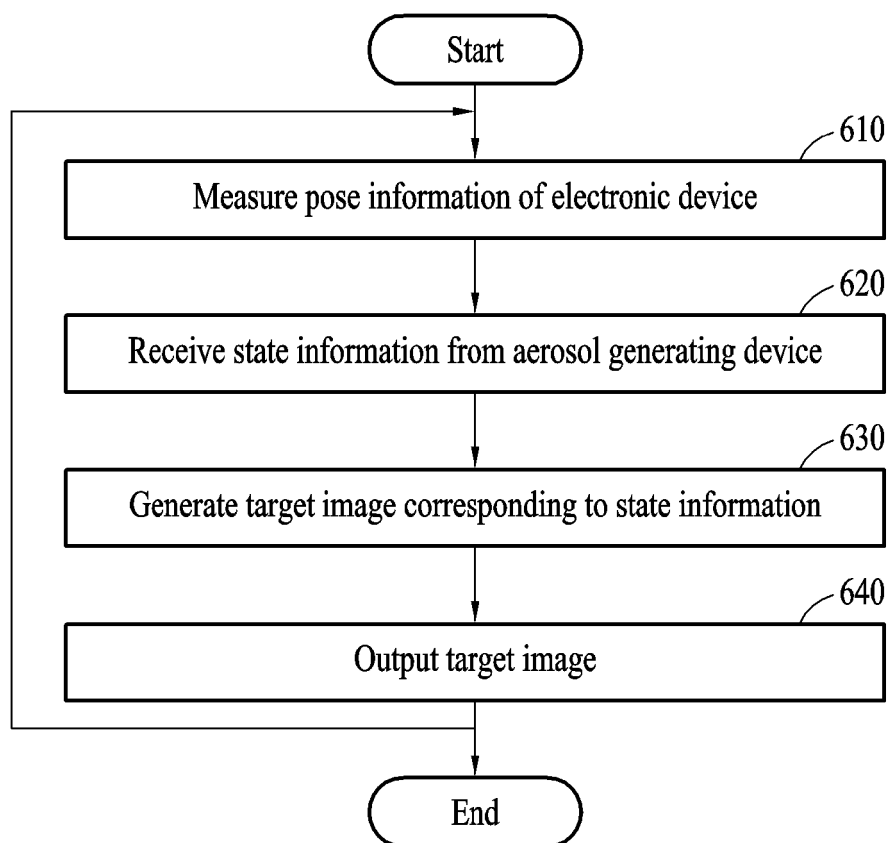 Start
610
Measure pose information of electronic device
620
Receive state information from aerosol generating device
630
Generate target image corresponding to state information
640
Output target image
End